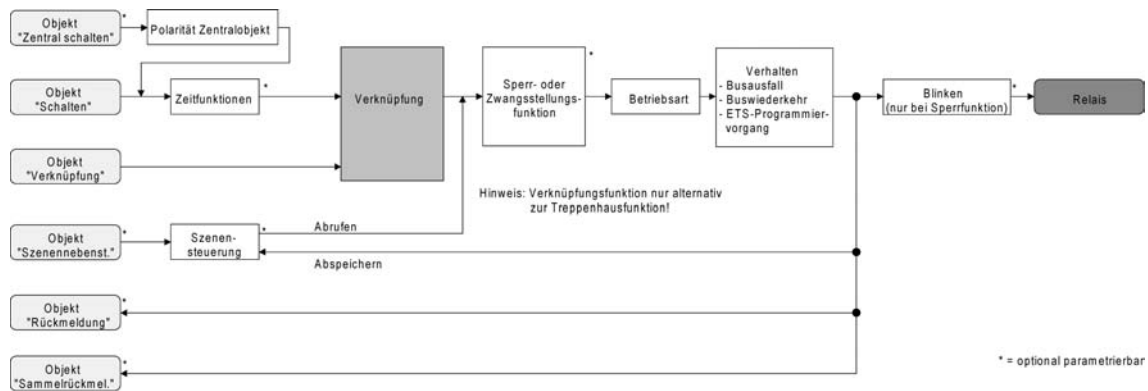 Objekt
"Zentral schalten"
*
Polarität Zentralobjekt
Objekt
"Schalten"
Zeitfunktionen
*
Verknüpfung
*
Sperr- oder
Zwangsstellungs-
funktion
Betriebsart
Verhalten
- Busausfall
- Buswiederkehr
- ETS-Programmier-
vorgang
Blinken
(nur bei Sperrfunktion)
*
Relais
Objekt
"Verknüpfung"
Hinweis: Verknüpfungsfunktion nur alternativ
zur Treppenhausfunktion!
Objekt
"Szenennebenst."
*
Szenen-
steuerung
*
Abrufen
Abspeichern
Objekt
"Rückmeldung"
*
Objekt
"Sammelrückmel."
*
* = optional parametrierbar